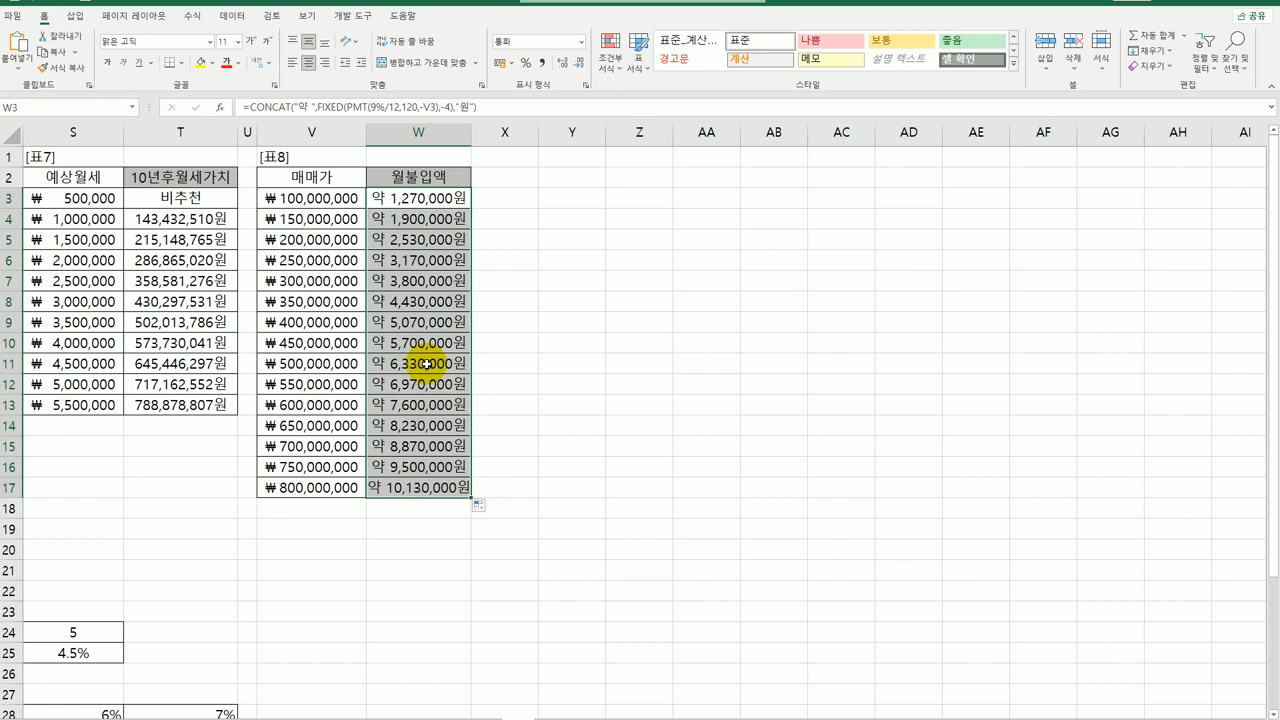 파일 홈 삽입 페이지 레이아웃 수식 데이터 검토 보기 개발 도구 도움말 공유
붙여넣기 잘라내기 복사 서식 복사 클립보드
맑은 고딕 11 가 가 가 가 가 가 글꼴
자동 줄 바꿈 병합하고 가운데 맞춤 맞춤
통화 % 표시 형식
조건부 서식 표 서식
표준_계산... 표준 나쁨 보통 좋음
경고문 계산 메모 설명 텍스트 셀 확인
스타일
삽입 삭제 서식 셀
자동 합계 채우기 지우기 정렬 및 필터 찾기 및 선택 편집
W3 fx =CONCAT("약 ",FIXED(PMT(9%/12,120,-V3),-4),"원")
S T U V W X Y Z AA AB AC AD AE AF AG AH AI
1 [표7] [표8]
2 예상월세 10년후월세가치 매매가 월불입액
3 ₩ 500,000 비추천 ₩ 100,000,000 약 1,270,000원
4 ₩ 1,000,000 143,432,510원 ₩ 150,000,000 약 1,900,000원
5 ₩ 1,500,000 215,148,765원 ₩ 200,000,000 약 2,530,000원
6 ₩ 2,000,000 286,865,020원 ₩ 250,000,000 약 3,170,000원
7 ₩ 2,500,000 358,581,276원 ₩ 300,000,000 약 3,800,000원
8 ₩ 3,000,000 430,297,531원 ₩ 350,000,000 약 4,430,000원
9 ₩ 3,500,000 502,013,786원 ₩ 400,000,000 약 5,070,000원
10 ₩ 4,000,000 573,730,041원 ₩ 450,000,000 약 5,700,000원
11 ₩ 4,500,000 645,446,297원 ₩ 500,000,000 약 6,330,000원
12 ₩ 5,000,000 717,162,552원 ₩ 550,000,000 약 6,970,000원
13 ₩ 5,500,000 788,878,807원 ₩ 600,000,000 약 7,600,000원
14 ₩ 650,000,000 약 8,230,000원
15 ₩ 700,000,000 약 8,870,000원
16 ₩ 750,000,000 약 9,500,000원
17 ₩ 800,000,000 약 10,130,000원
18
19
20
21
22
23
24 5
25 4.5%
26
27
28 6% 7%